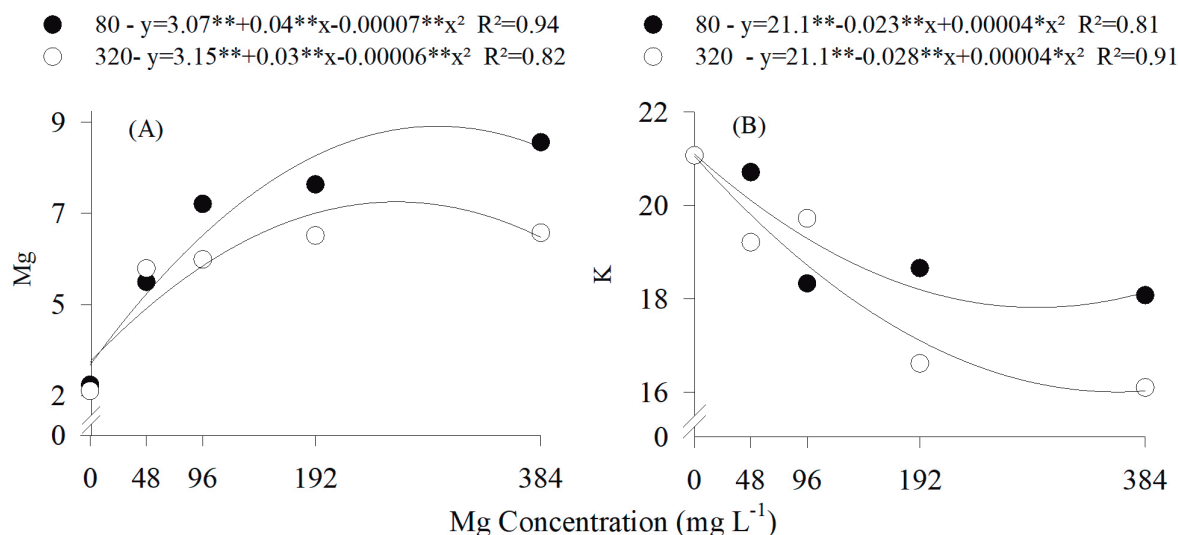 80 - y=3.07**+0.04**x-0.00007**x² R²=0.94
320- y=3.15**+0.03**x-0.00006**x² R²=0.82
80 - y=21.1**-0.023**x+0.00004*x² R²=0.81
320 - y=21.1**-0.028**x+0.00004*x² R²=0.91
(A)
Mg
9
7
5
2
0
0 48 96 192 384
(B)
K
22
20
18
16
0
0 48 96 192 384
Mg Concentration (mg L⁻¹)